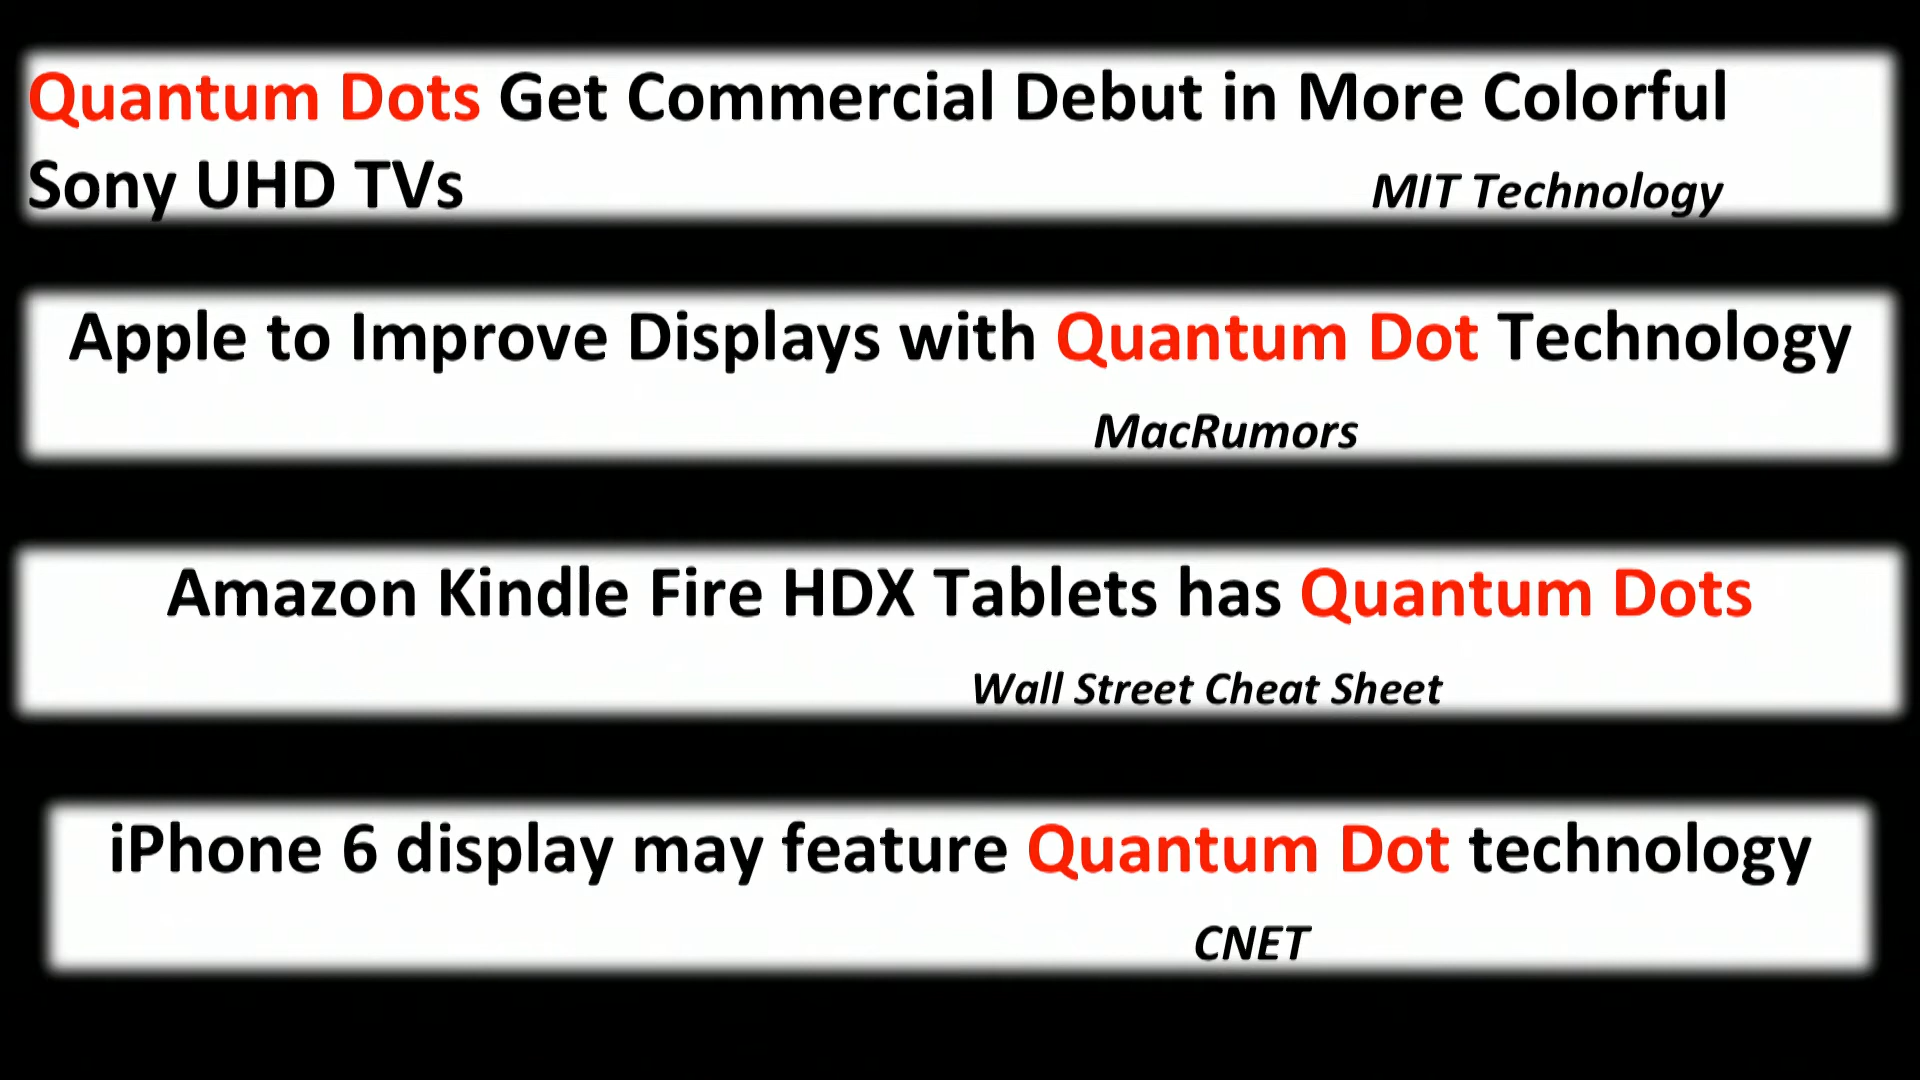 Quantum Dots Get Commercial Debut in More Colorful
Sony UHD TVs MIT Technology
Apple to Improve Displays with Quantum Dot Technology
MacRumors
Amazon Kindle Fire HDX Tablets has Quantum Dots
Wall Street Cheat Sheet
iPhone 6 display may feature Quantum Dot technology
CNET